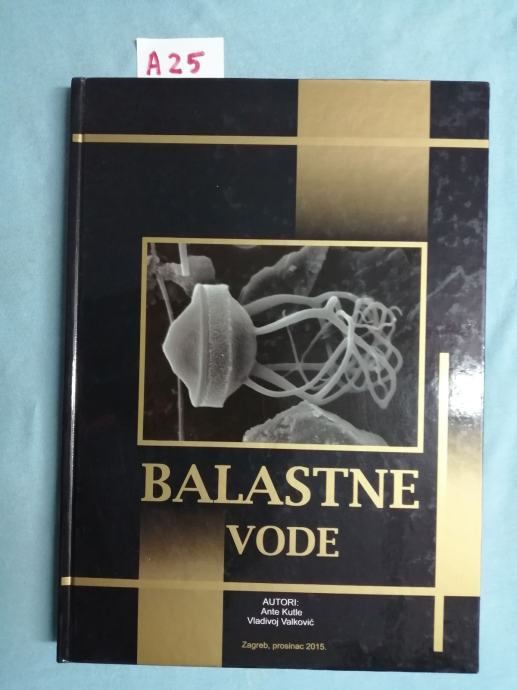 A25
BALASTNE
VODE
AUTORI:
Ante Kutle
Vladivoj Valković
Zagreb, prosinac 2015.